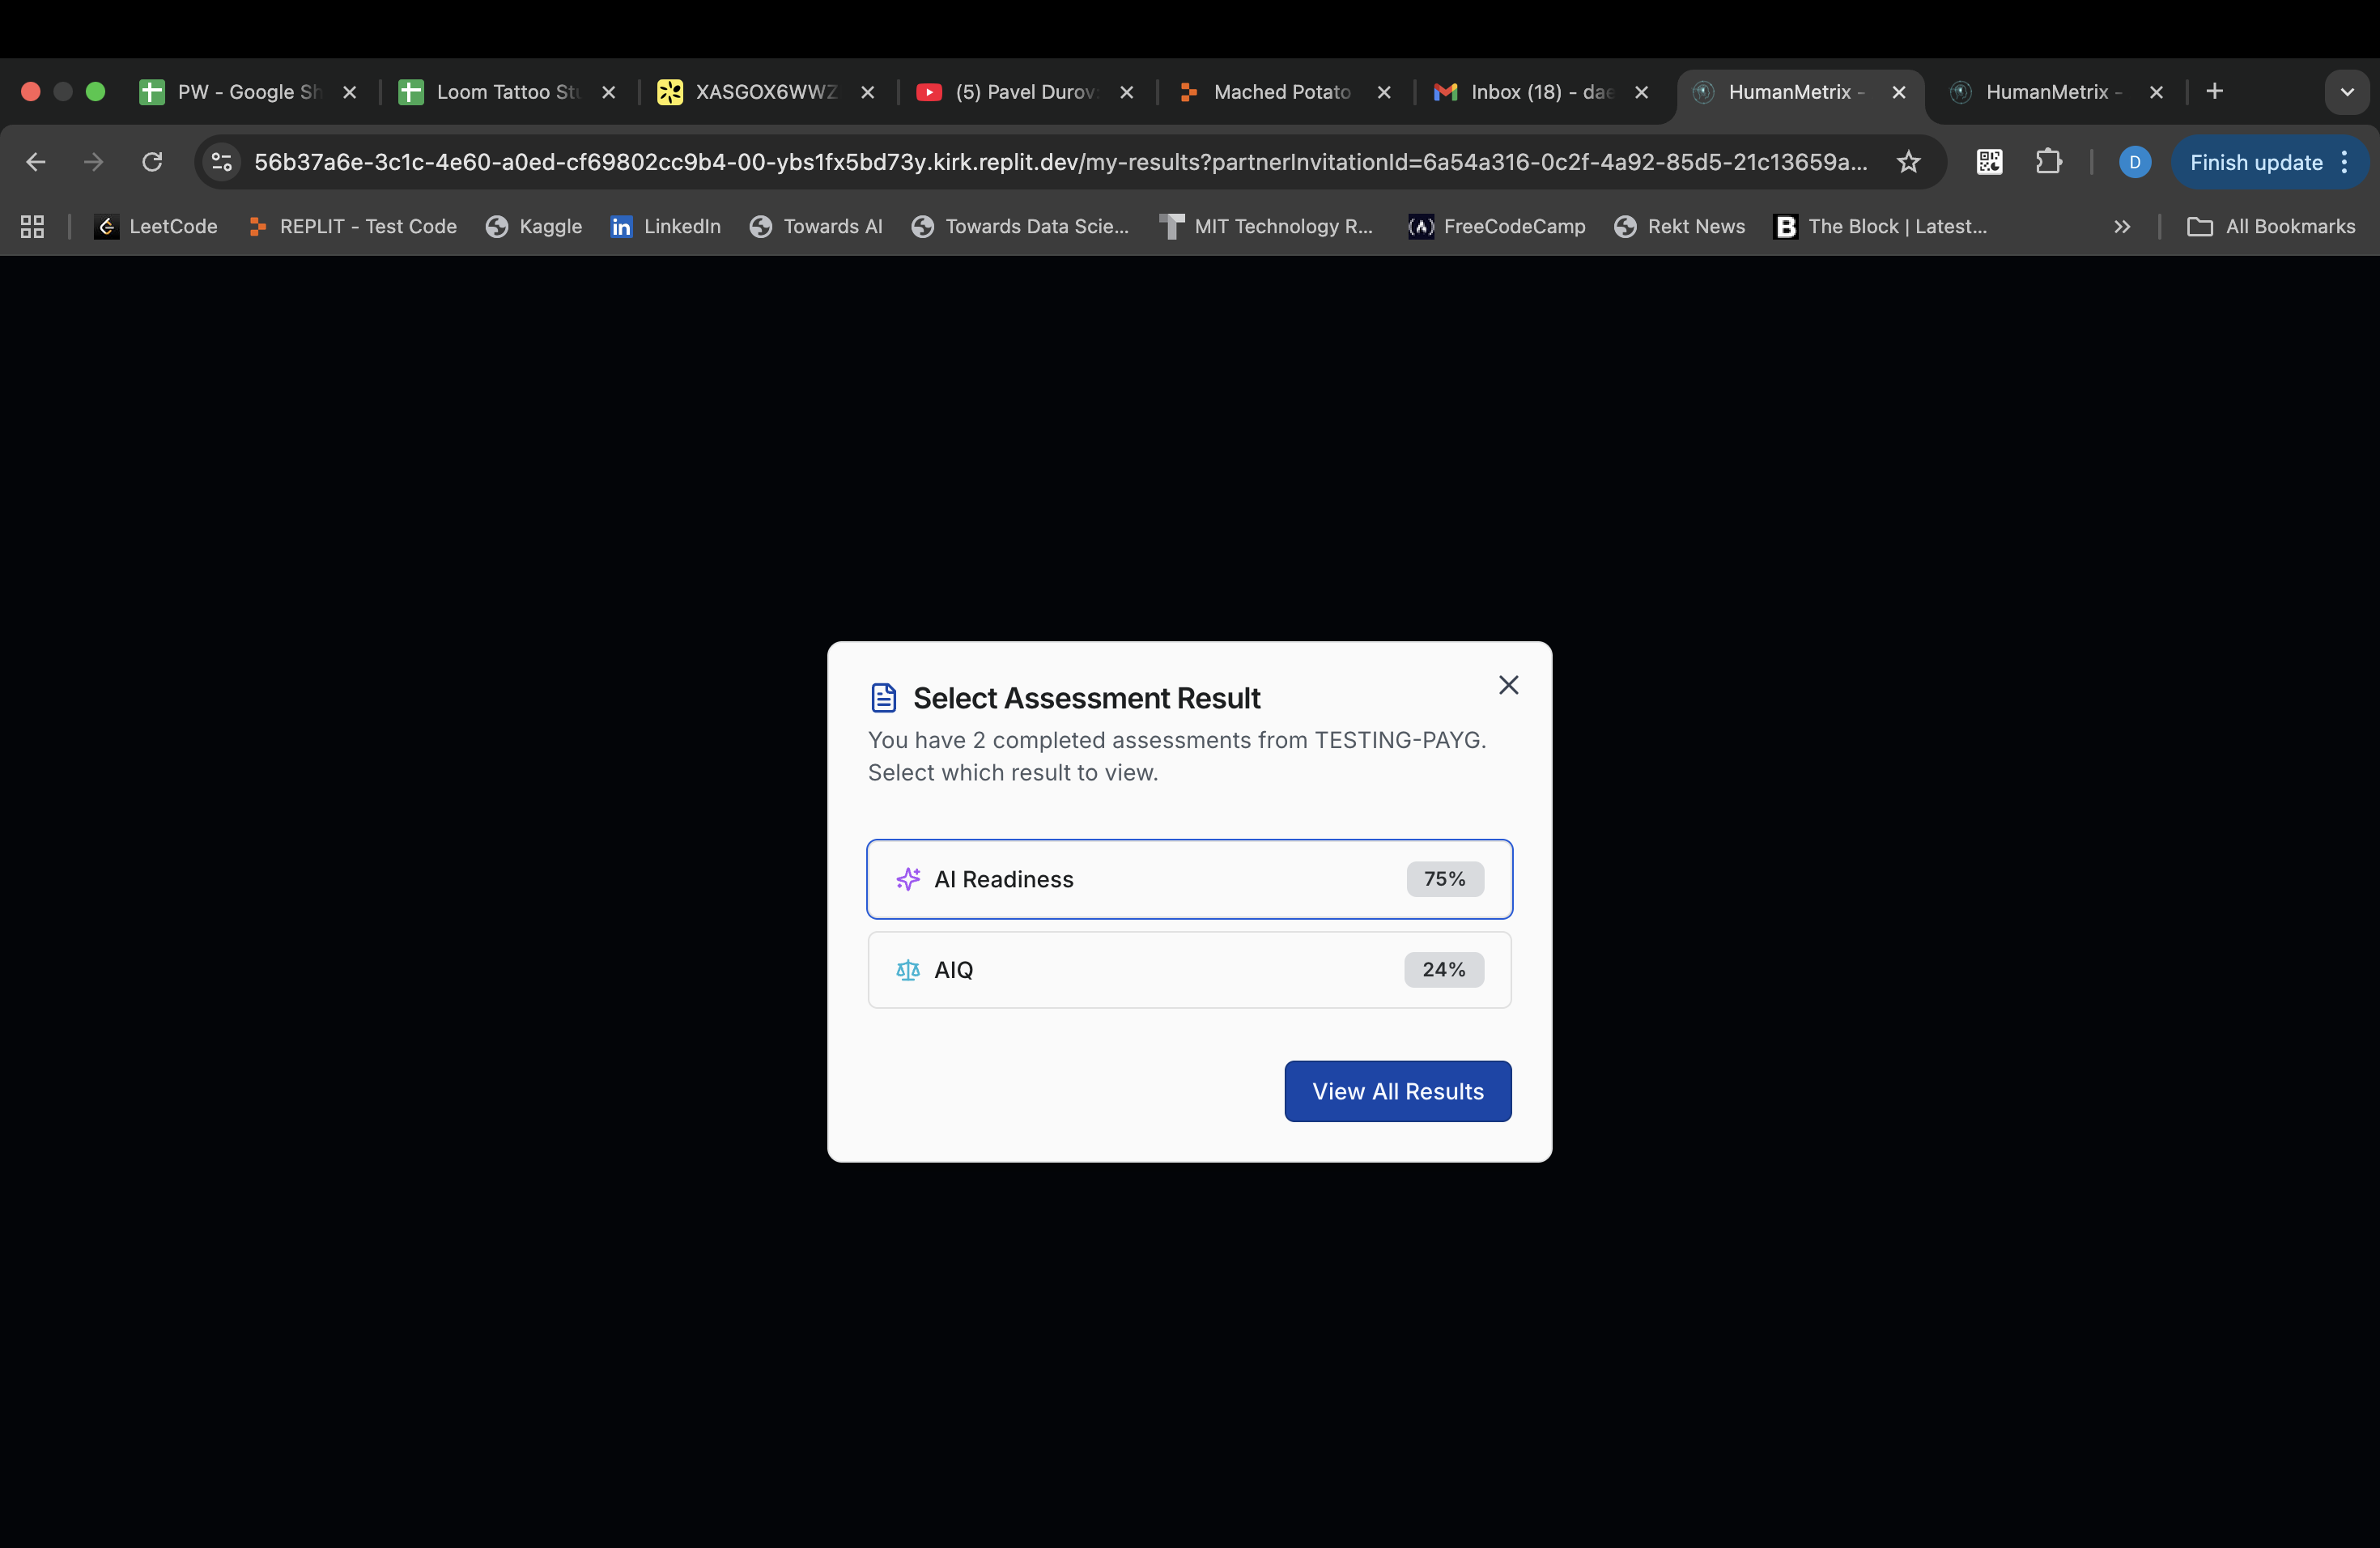 PW - Google Sh
Loom Tattoo Stu
XASGOX6WWZ
(5) Pavel Durov:
Mached Potato
Inbox (18) - dae
HumanMetrix -
HumanMetrix -
56b37a6e-3c1c-4e60-a0ed-cf69802cc9b4-00-ybs1fx5bd73y.kirk.replit.dev/my-results?partnerInvitationId=6a54a316-0c2f-4a92-85d5-21c13659a...
D
Finish update
LeetCode
REPLIT - Test Code
Kaggle
in
LinkedIn
Towards AI
Towards Data Scie...
MIT Technology R...
FreeCodeCamp
Rekt News
B
The Block | Latest...
All Bookmarks
Select Assessment Result
You have 2 completed assessments from TESTING-PAYG.
Select which result to view.
AI Readiness
75%
AIQ
24%
View All Results